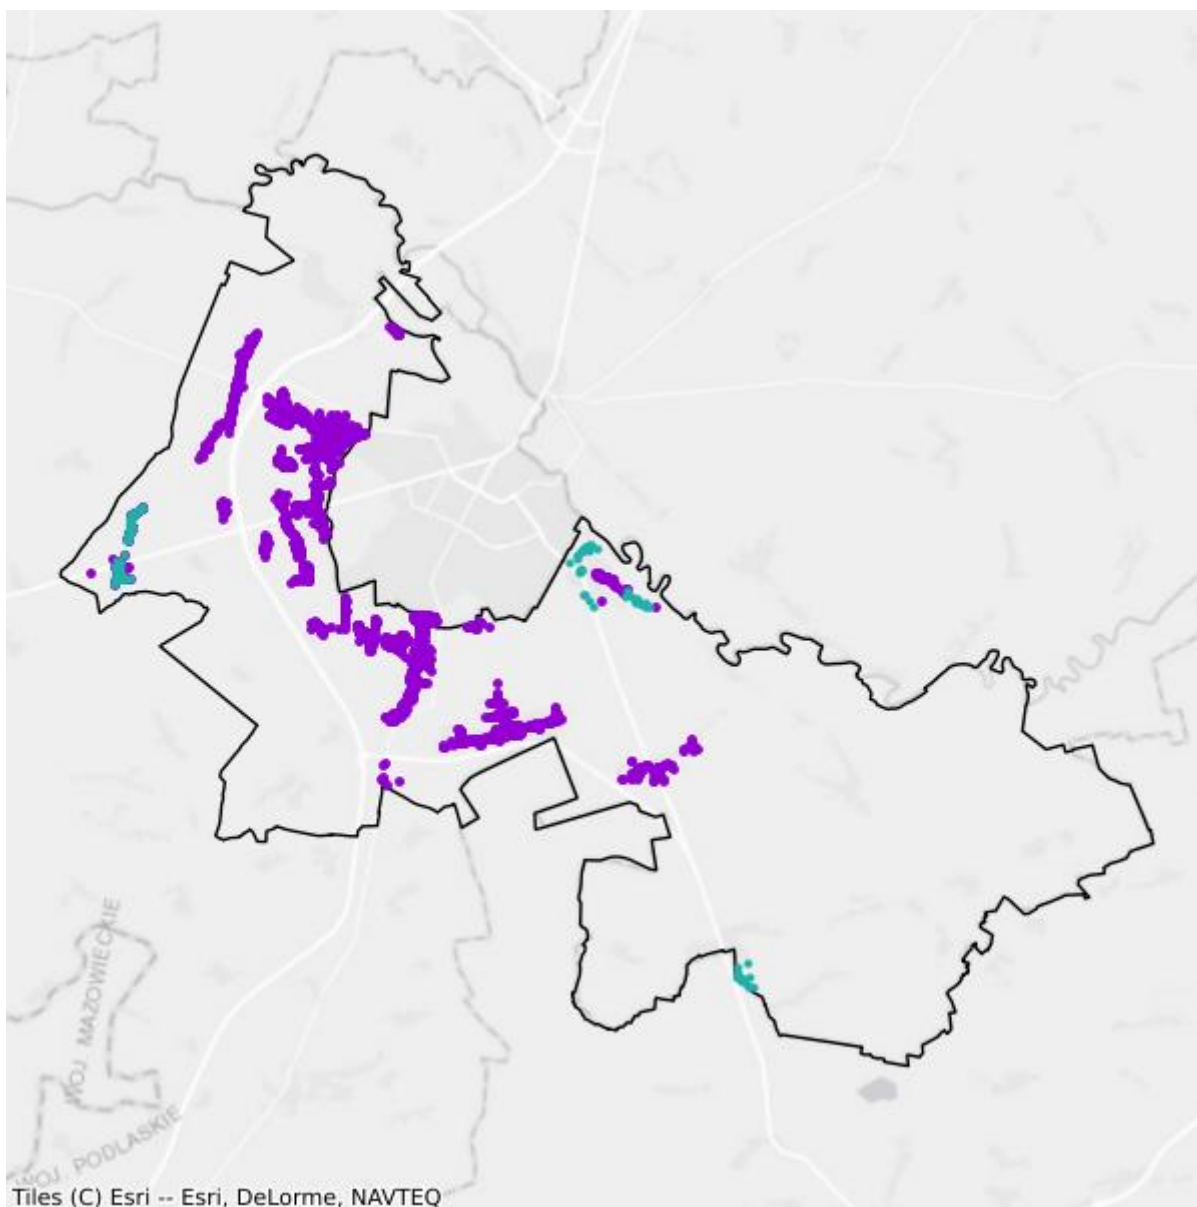 WOJ. MAZOWIECKIE
WOJ. PODLASKIE
Tiles (C) Esri -- Esri, DeLorme, NAVTEQ